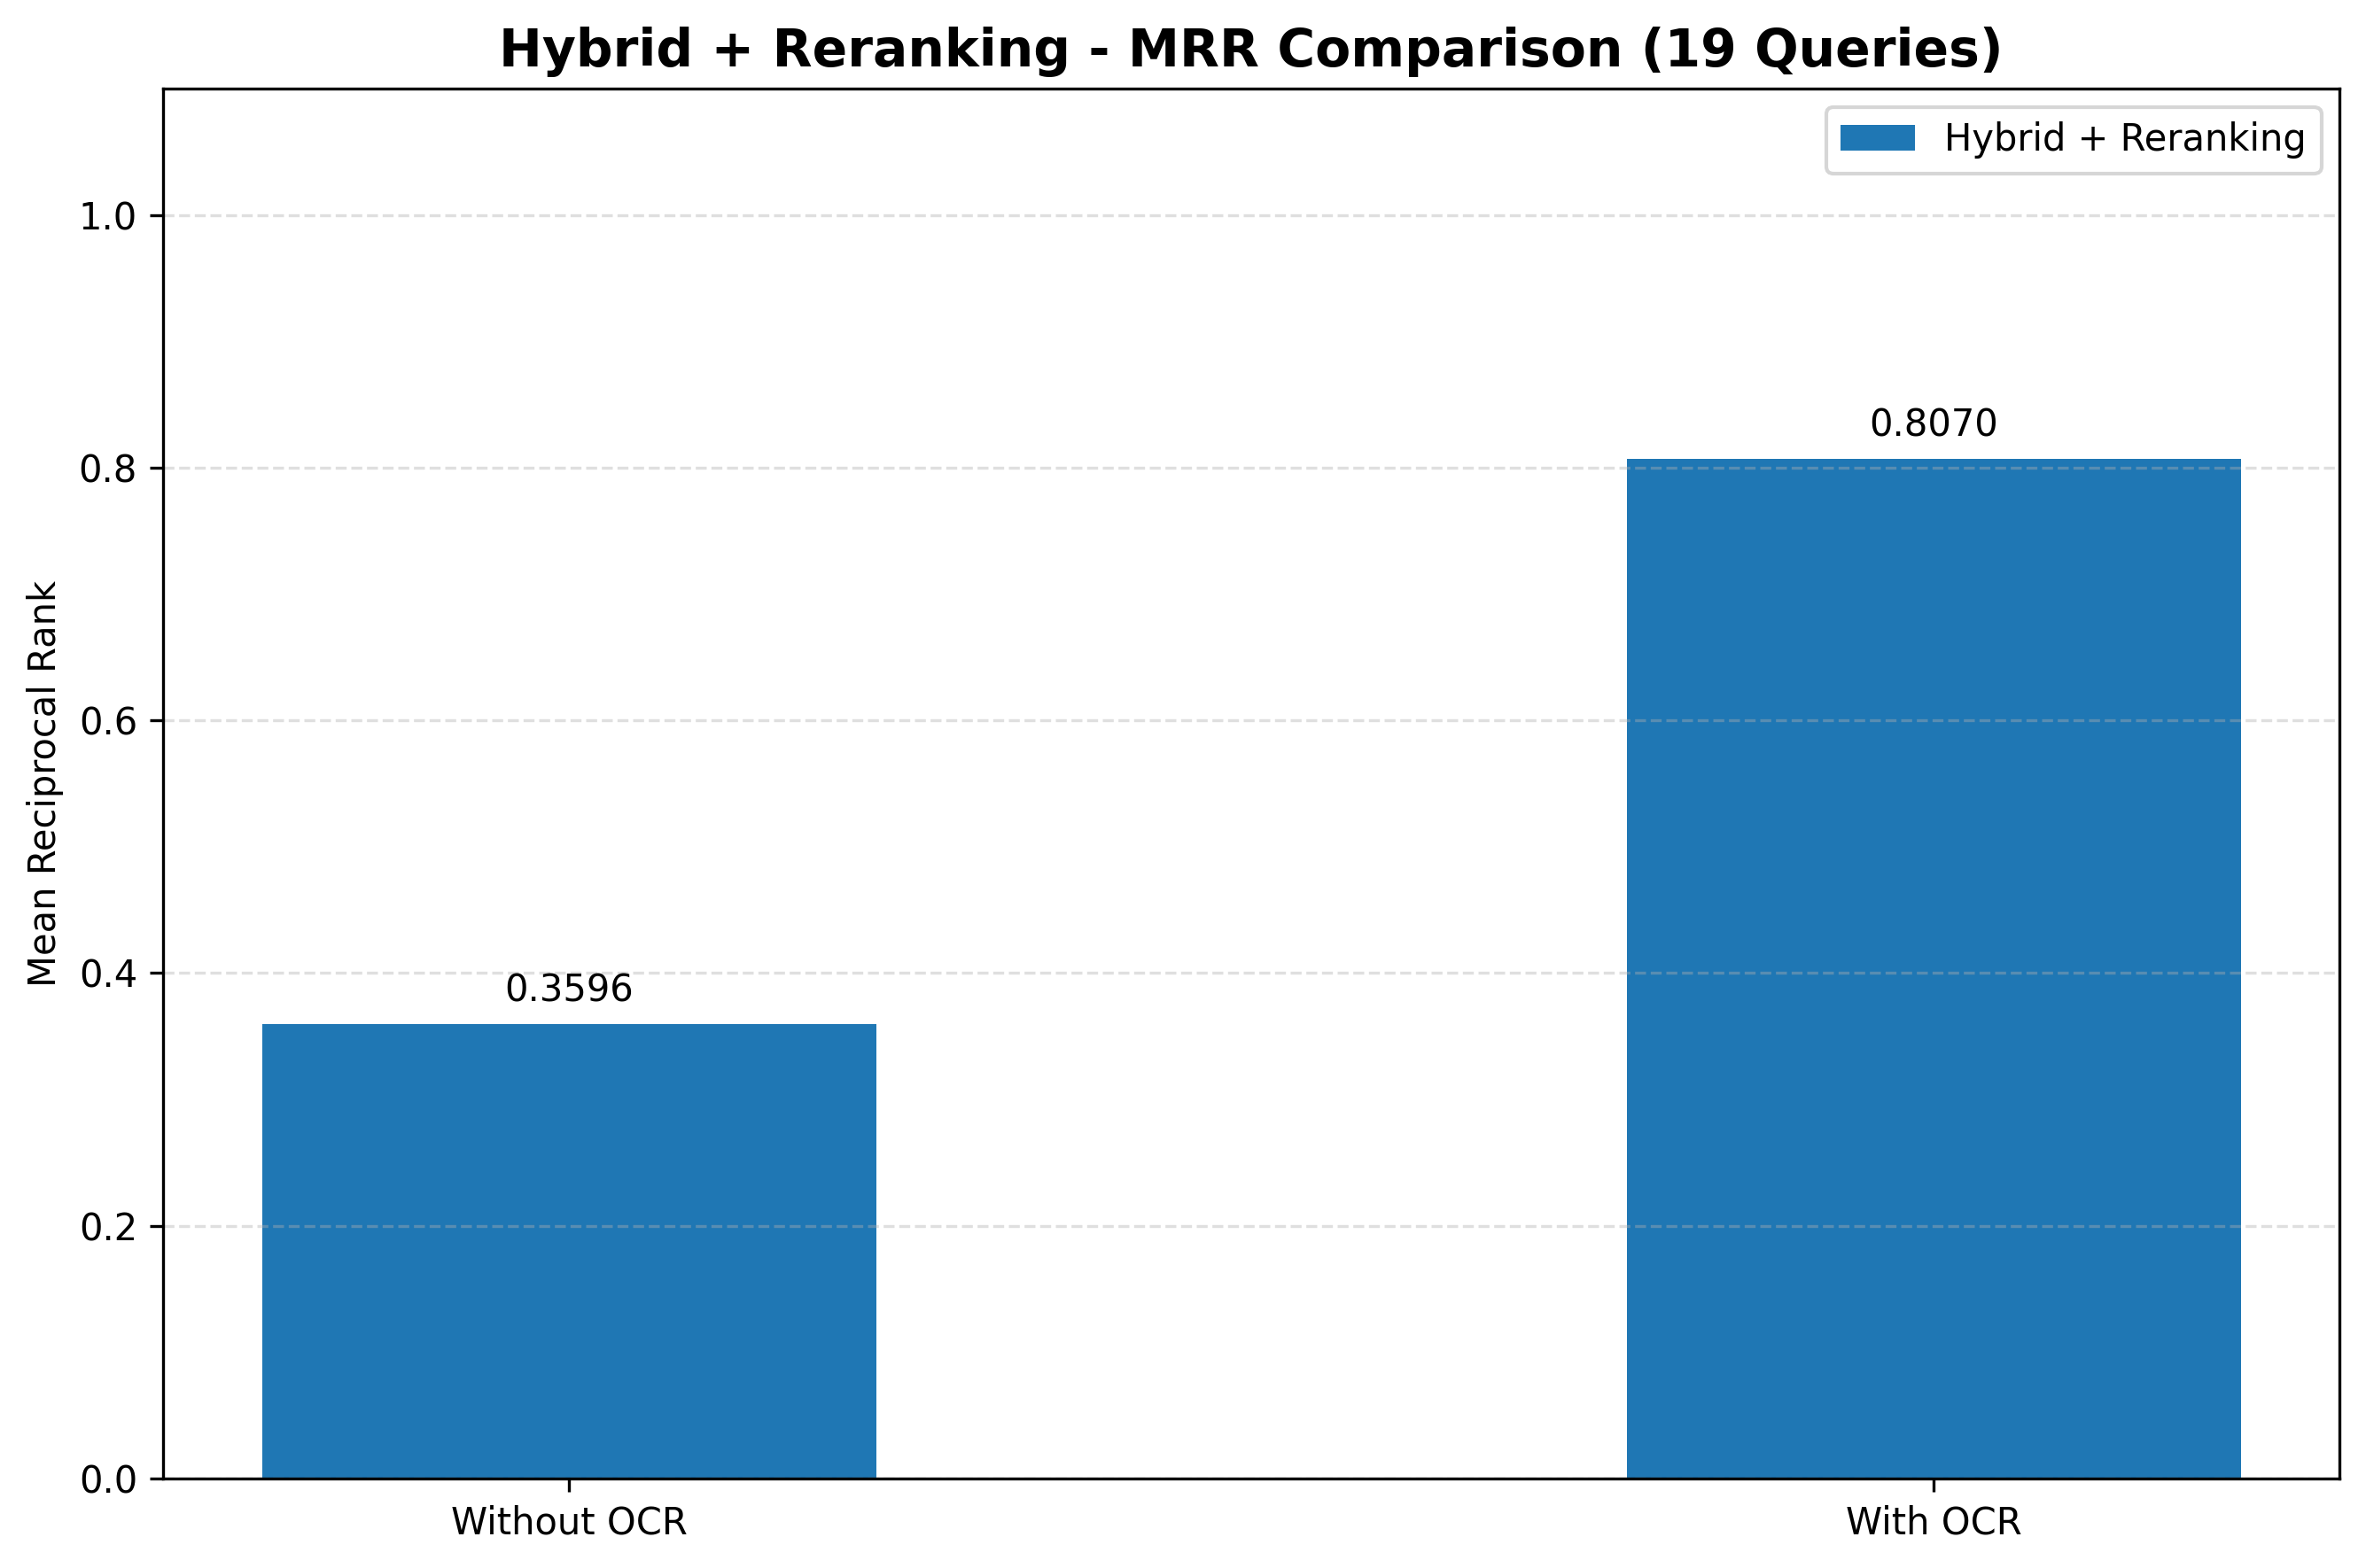 Hybrid + Reranking - MRR Comparison (19 Queries)
Hybrid + Reranking
Mean Reciprocal Rank
1.0
0.8
0.6
0.4
0.2
0.0
0.3596
0.8070
Without OCR
With OCR